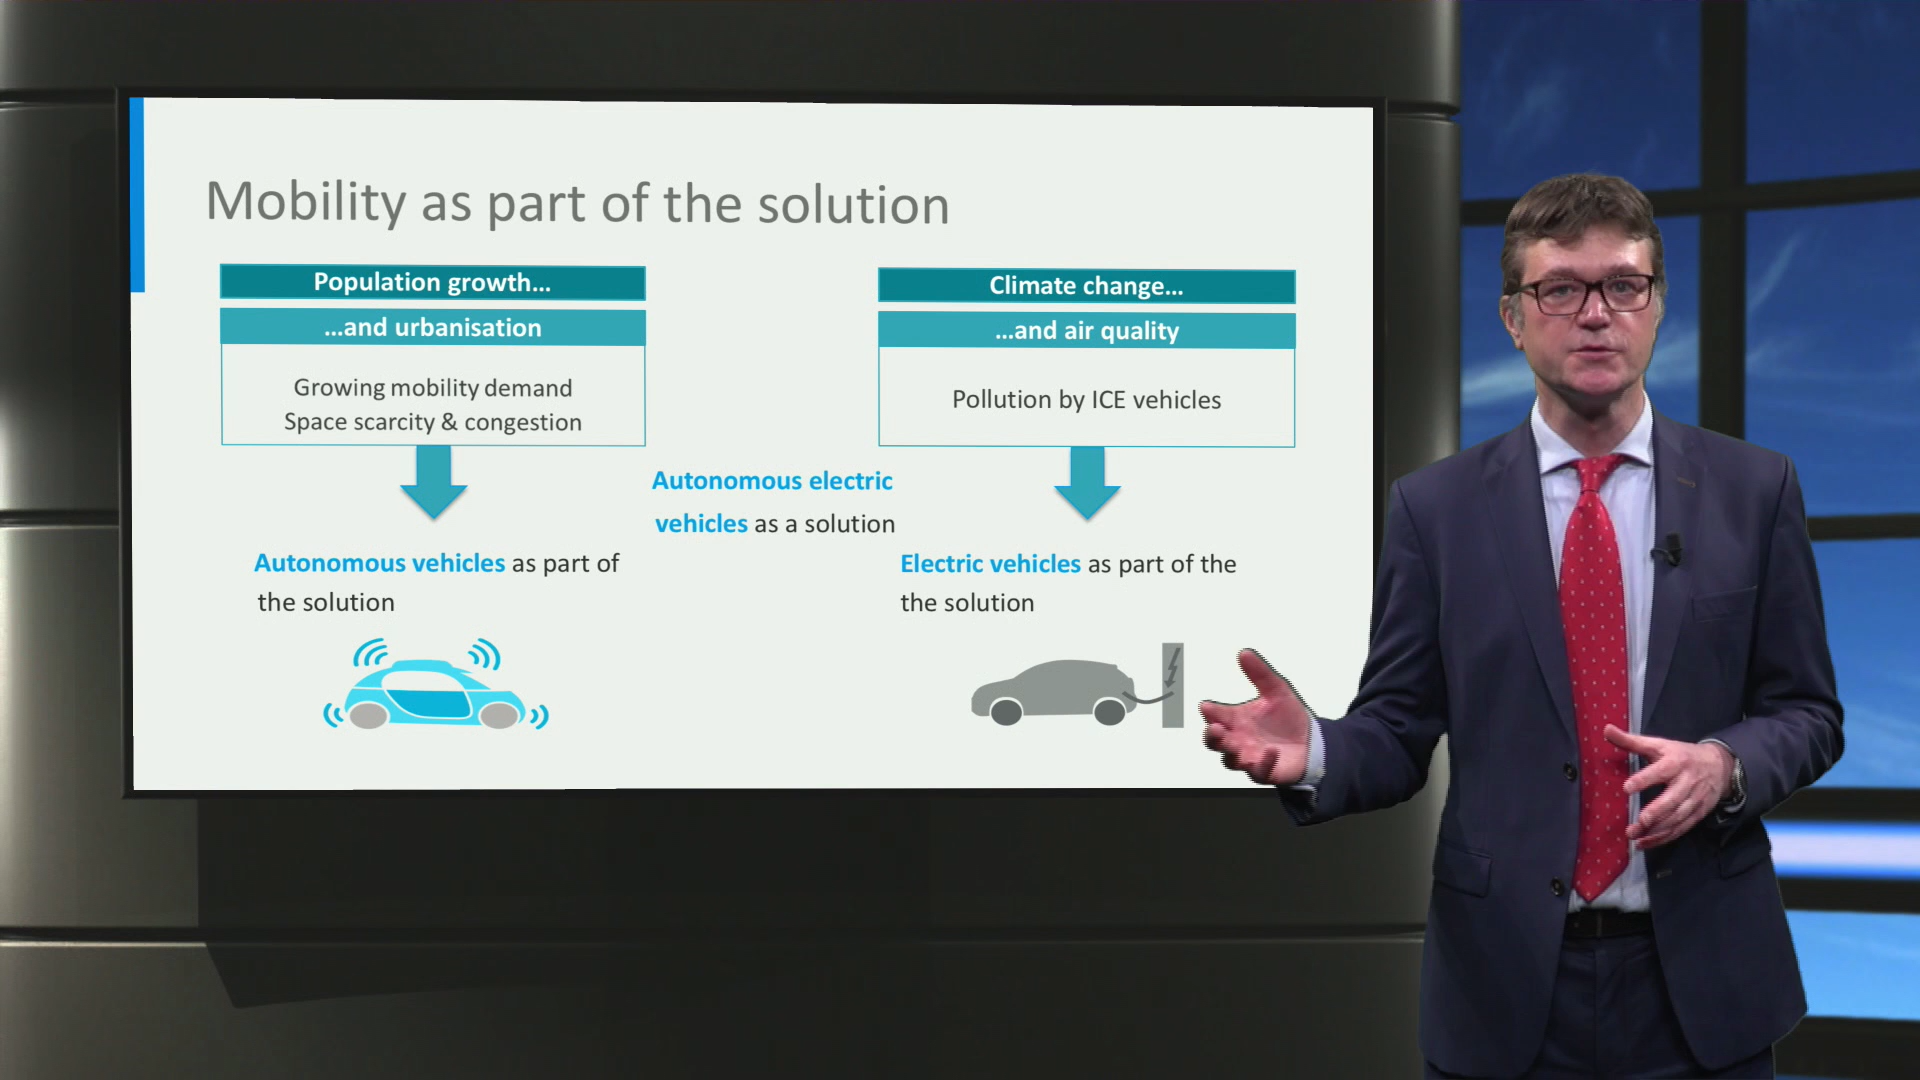 Mobility as part of the solution
Population growth...
...and urbanisation
Growing mobility demand
Space scarcity & congestion
Climate change...
...and air quality
Pollution by ICE vehicles
Autonomous electric
vehicles as a solution
Autonomous vehicles as part of
the solution
Electric vehicles as part of the
the solution